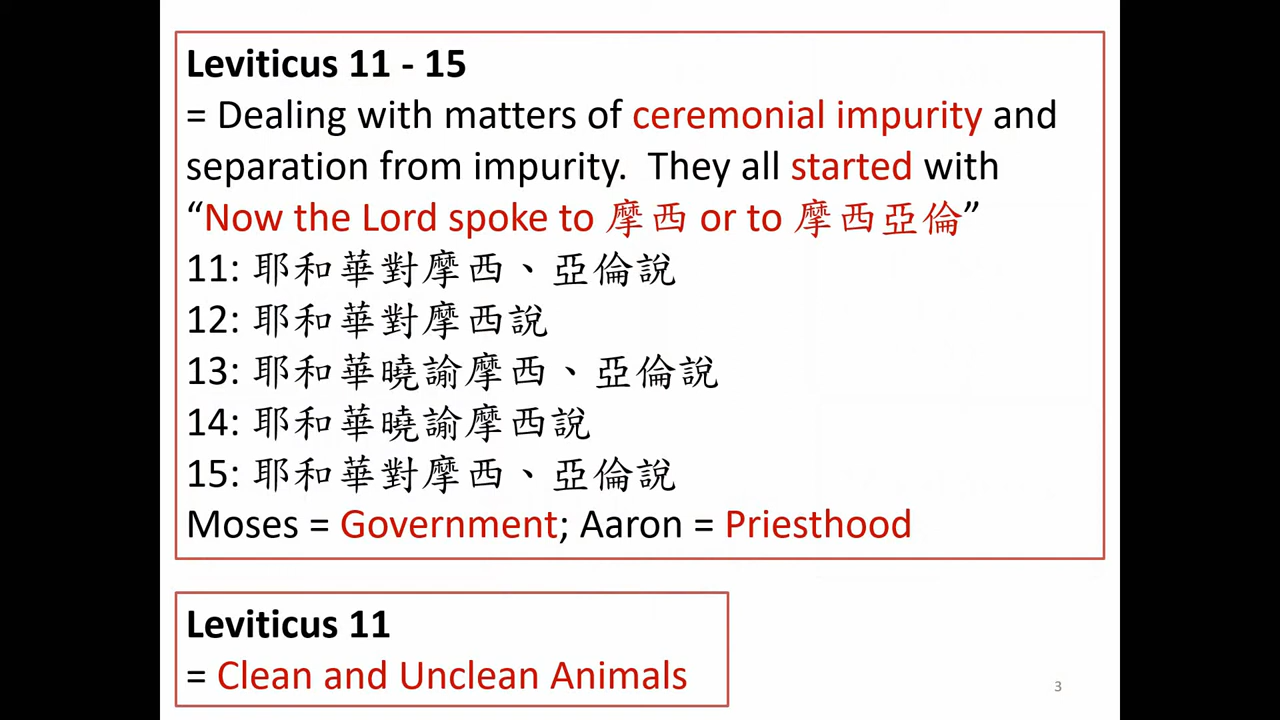 Leviticus 11 - 15
= Dealing with matters of ceremonial impurity and
separation from impurity.  They all started with
“Now the Lord spoke to 摩西 or to 摩西亞倫”
11: 耶和華對摩西、亞倫說
12: 耶和華對摩西說
13: 耶和華曉諭摩西、亞倫說
14: 耶和華曉諭摩西說
15: 耶和華對摩西、亞倫說
Moses = Government; Aaron = Priesthood
Leviticus 11
= Clean and Unclean Animals
3